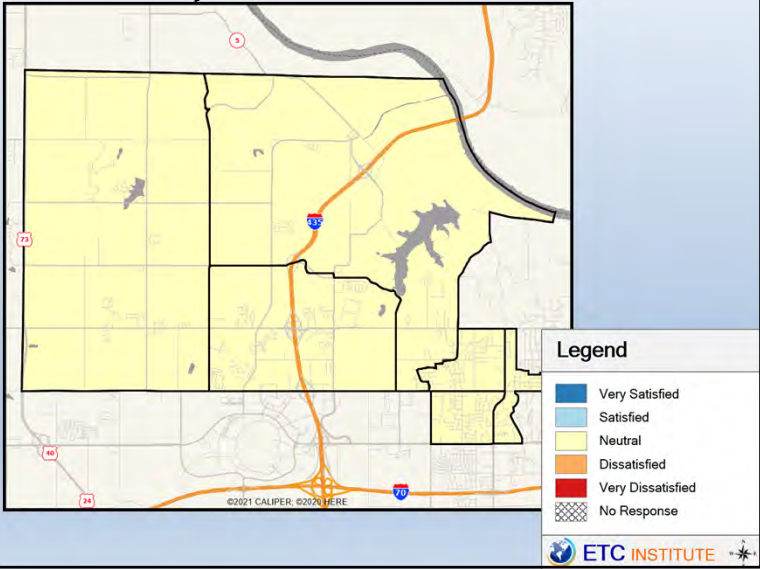 5
435
73
40
24
70
©2021 CALIPER; ©2020 HERE
Legend
Very Satisfied
Satisfied
Neutral
Dissatisfied
Very Dissatisfied
No Response
ETC INSTITUTE